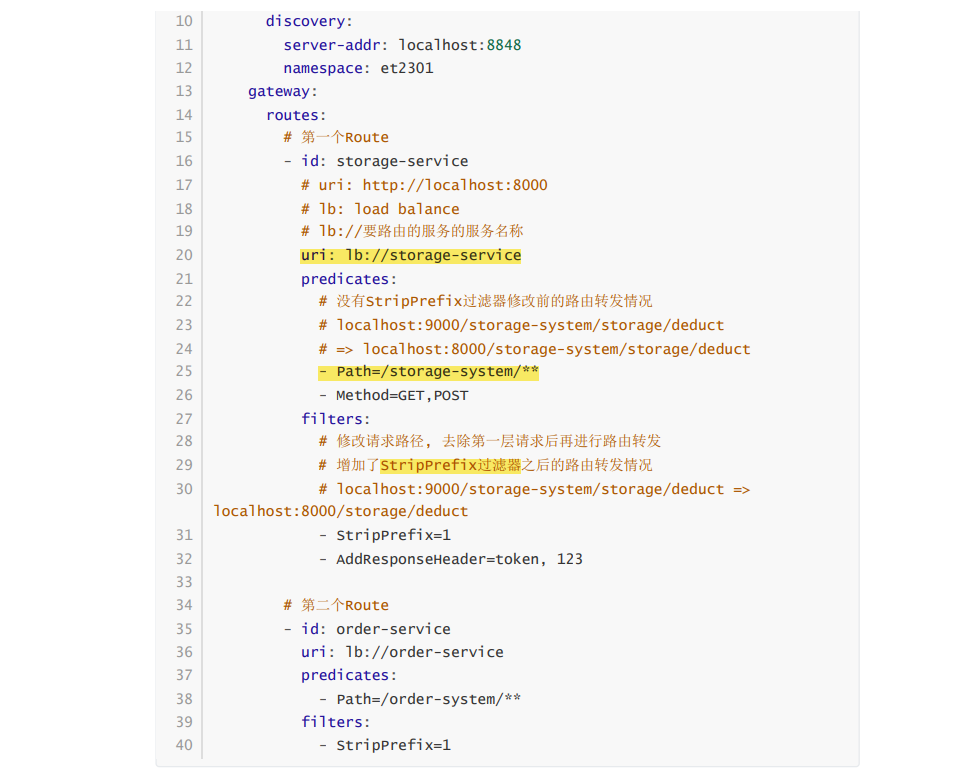 10 discovery:
11 server-addr: localhost:8848
12 namespace: et2301
13 gateway:
14 routes:
15 # 第一个Route
16 - id: storage-service
17 # uri: http://localhost:8000
18 # lb: load balance
19 # lb://要路由的服务的服务名称
20 uri: lb://storage-service
21 predicates:
22 # 没有StripPrefix过滤器修改前的路由转发情况
23 # localhost:9000/storage-system/storage/deduct
24 # => localhost:8000/storage-system/storage/deduct
25 - Path=/storage-system/**
26 - Method=GET,POST
27 filters:
28 # 修改请求路径, 去除第一层请求后再进行路由转发
29 # 增加了StripPrefix过滤器之后的路由转发情况
30 # localhost:9000/storage-system/storage/deduct =>
localhost:8000/storage/deduct
31 - StripPrefix=1
32 - AddResponseHeader=token, 123
33
34 # 第二个Route
35 - id: order-service
36 uri: lb://order-service
37 predicates:
38 - Path=/order-system/**
39 filters:
40 - StripPrefix=1